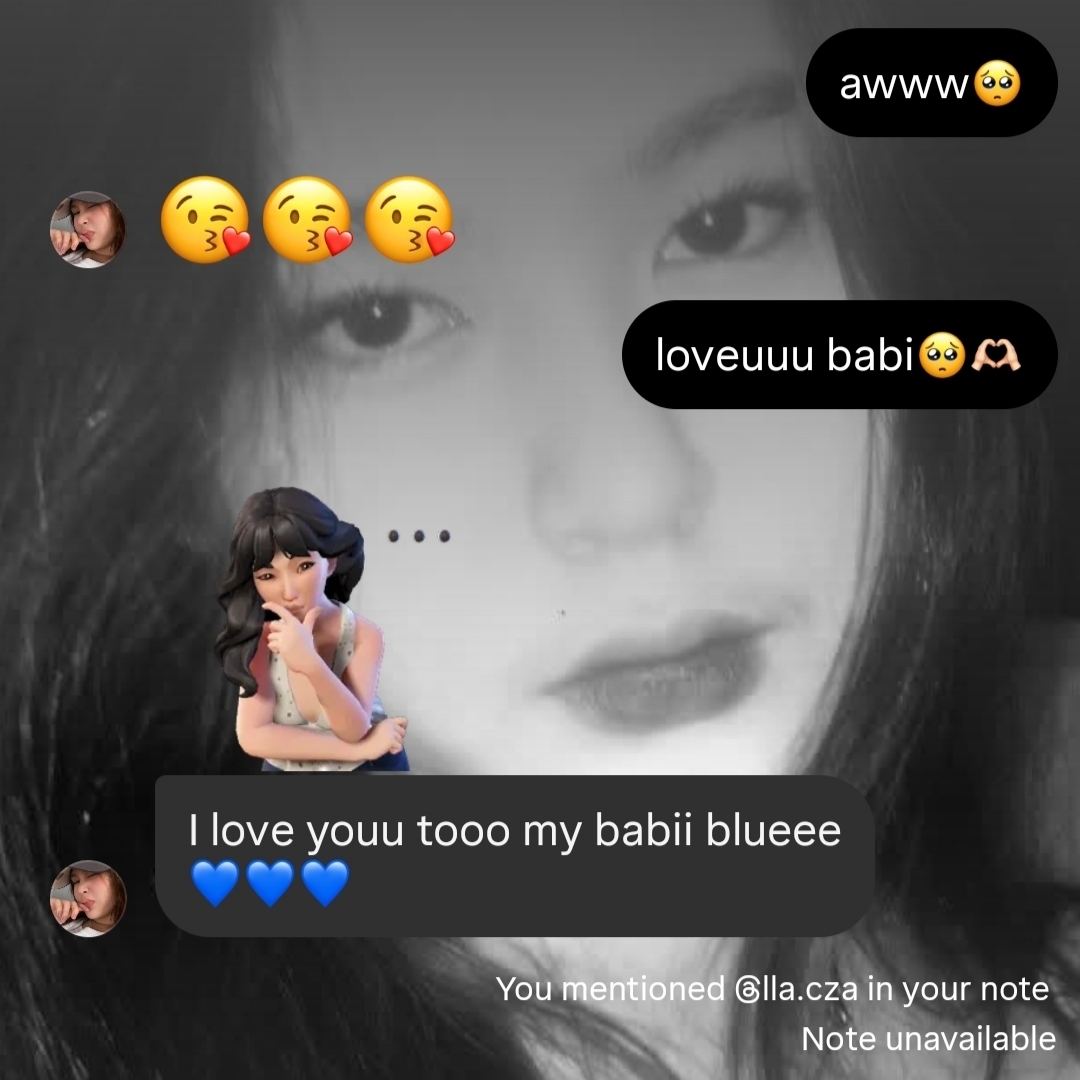 awww🥺
😘😘😘
loveuuu babi🥺🫶🏻
I love youu tooo my babii blueee
💙💙💙
You mentioned @lla.cza in your note
Note unavailable